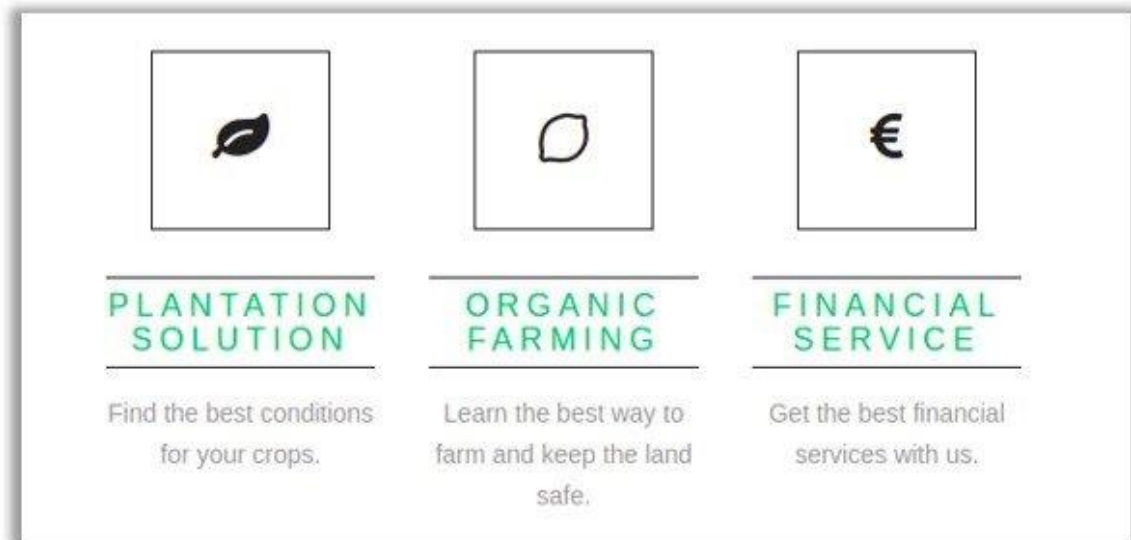 €
PLANTATION
SOLUTION
Find the best conditions
for your crops.
ORGANIC
FARMING
Learn the best way to
farm and keep the land
safe.
FINANCIAL
SERVICE
Get the best financial
services with us.